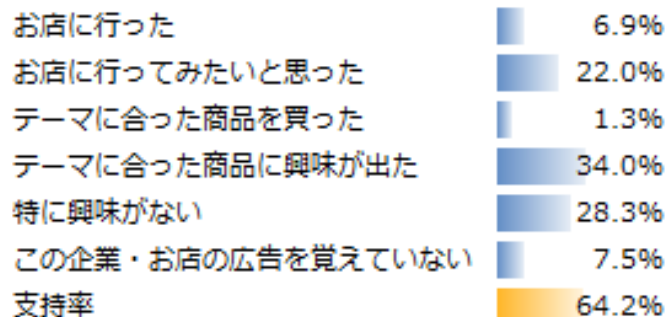 お店に行った 6.9%
お店に行ってみたいと思った 22.0%
テーマに合った商品を買った 1.3%
テーマに合った商品に興味が出た 34.0%
特に興味がない 28.3%
この企業・お店の広告を覚えていない 7.5%
支持率 64.2%